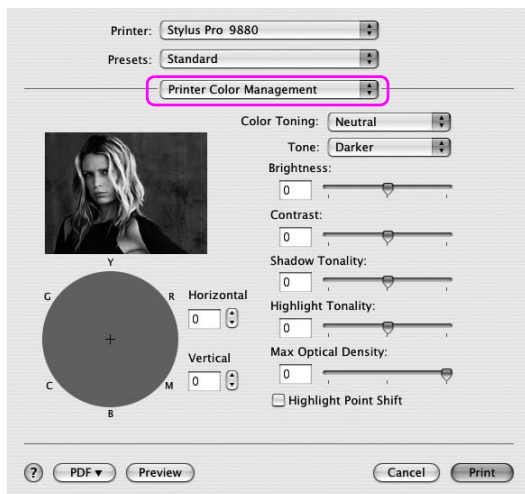 Printer: Stylus Pro 9880
Presets: Standard
Printer Color Management
Color Toning: Neutral
Tone: Darker
Brightness:
0
Contrast:
0
Shadow Tonality:
0
Highlight Tonality:
0
Max Optical Density:
0
Highlight Point Shift
Y
G R
C M
B
Horizontal
0
Vertical
0
? PDF▼ Preview Cancel Print